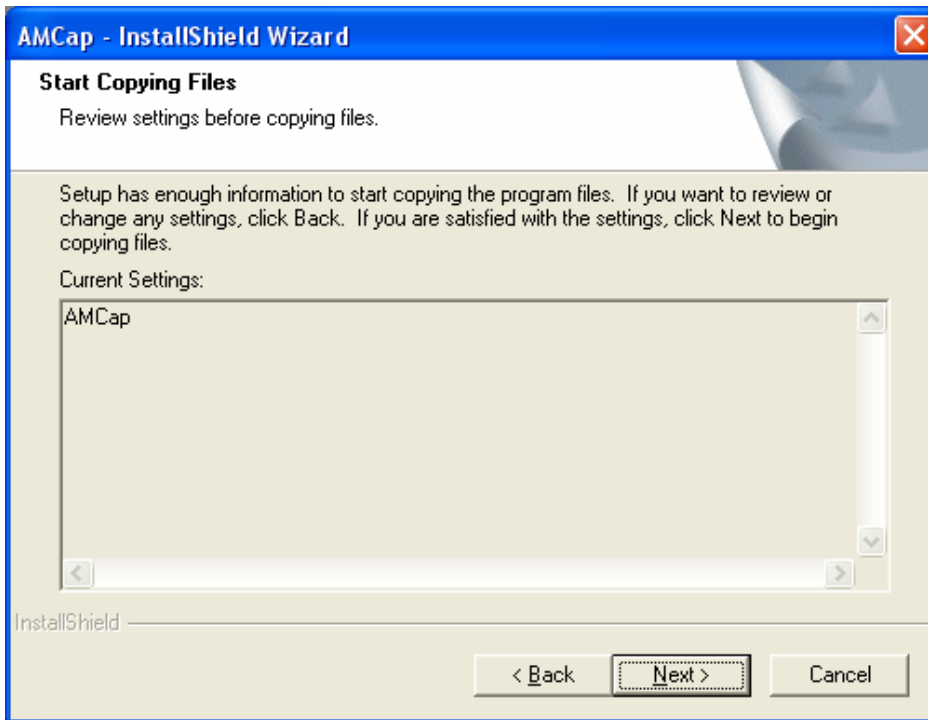 AMCap - InstallShield Wizard
Start Copying Files
Review settings before copying files.
Setup has enough information to start copying the program files. If you want to review or
change any settings, click Back. If you are satisfied with the settings, click Next to begin
copying files.
Current Settings:
AMCap
InstallShield
< Back
Next >
Cancel